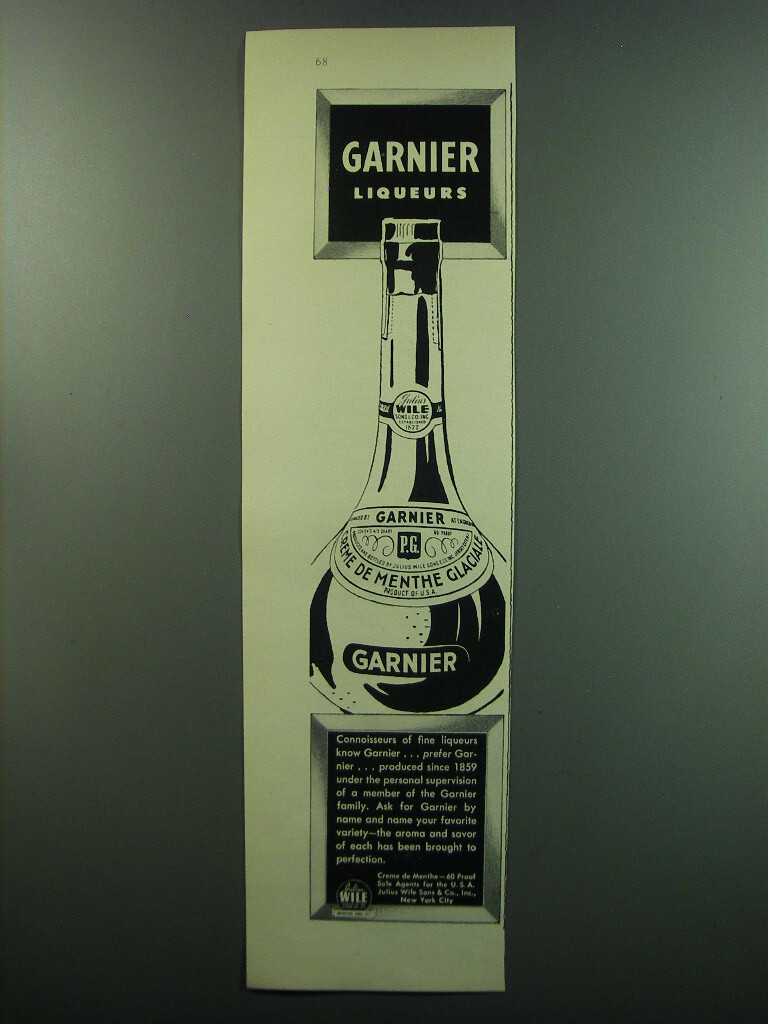 68
GARNIER
LIQUEURS
Julius
WILE
SONS & CO. INC.
ESTABLISHED
1877
GARNIER
60 PROOF
P.G.
CREME DE MENTHE GLACIALE
PRODUCT OF U.S.A.
GARNIER
Connoisseurs of fine liqueurs
know Garnier . . . prefer Gar-
nier . . . produced since 1859
under the personal supervision
of a member of the Garnier
family. Ask for Garnier by
name and name your favorite
variety—the aroma and savor
of each has been brought to
perfection.
Creme de Menthe—60 Proof
Sole Agents for the U.S.A.
Julius Wile Sons & Co., Inc.,
New York City
Julius
WILE